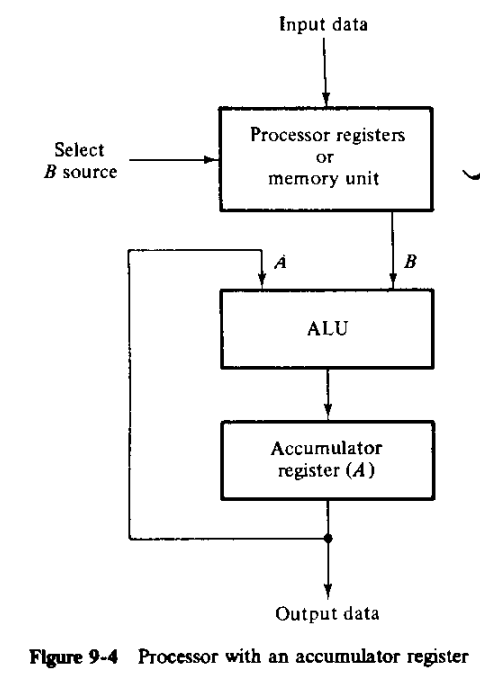 Input data
Processor registers
or
memory unit
Select
B source
A
B
ALU
Accumulator
register (A)
Output data
Figure 9-4 Processor with an accumulator register